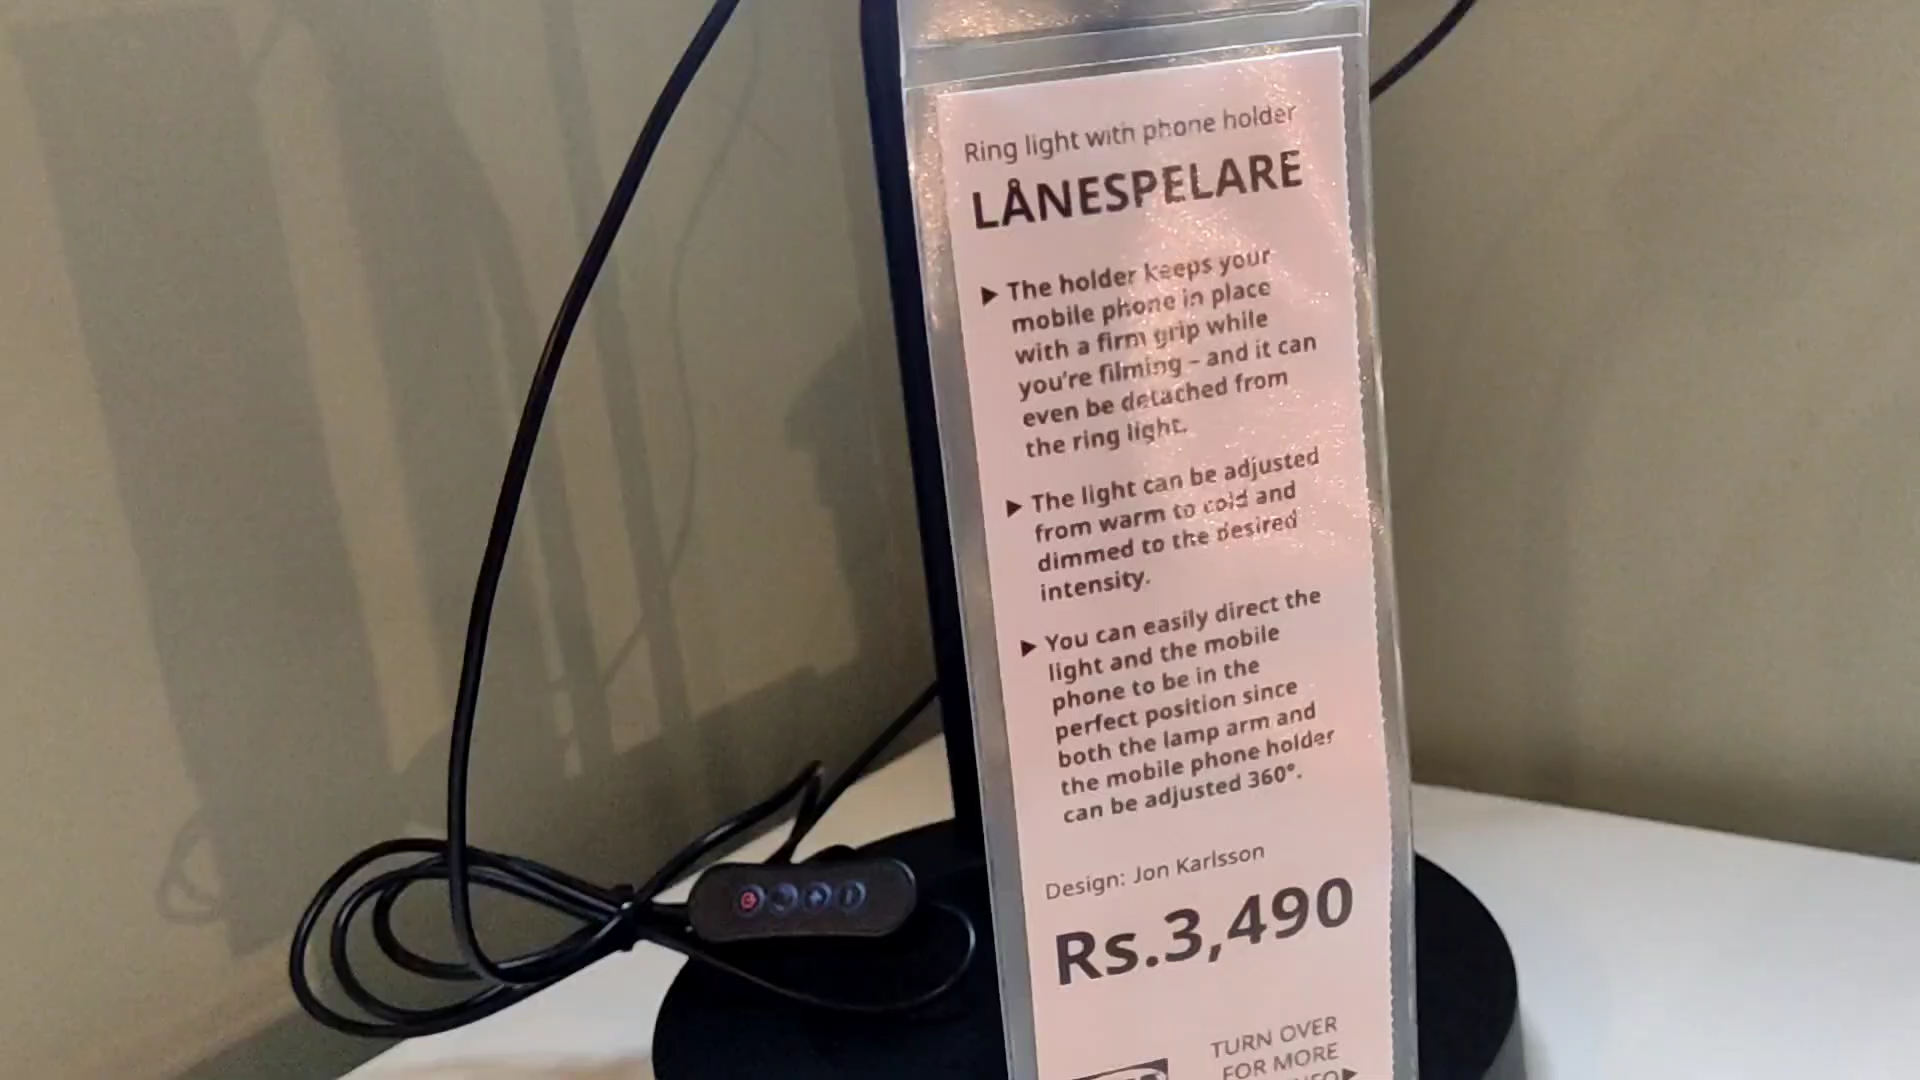 Ring light with phone holder
LÅNESPELARE
▶ The holder keeps your
mobile phone in place
with a firm grip while
you're filming – and it can
even be detached from
the ring light.
▶ The light can be adjusted
from warm to cold and
dimmed to the desired
intensity.
▶ You can easily direct the
light and the mobile
phone to be in the
perfect position since
both the lamp arm and
the mobile phone holder
can be adjusted 360°.
Design: Jon Karlsson
Rs.3,490
TURN OVER
FOR MORE